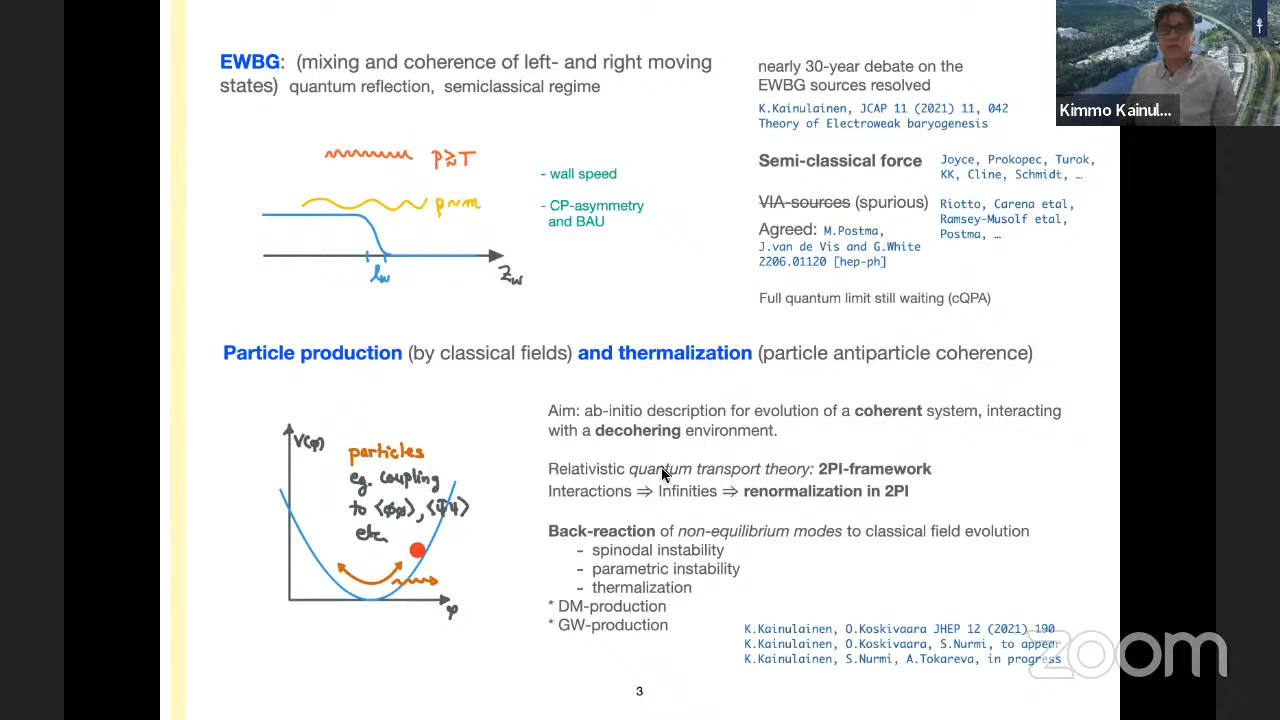 EWBG: (mixing and coherence of left- and right moving
states) quantum reflection, semiclassical regime
p≳T
p~m
lw
Zw
- wall speed
- CP-asymmetry
and BAU
nearly 30-year debate on the
EWBG sources resolved
K.Kainulainen, JCAP 11 (2021) 11, 042
Theory of Electroweak baryogenesis
Semi-classical force
Joyce, Prokopec, Turok,
KK, Cline, Schmidt, …
VIA-sources (spurious)
Riotto, Carena etal,
Ramsey-Musolf etal,
Postma, …
Agreed: M.Postma,
J.van de Vis and G.White
2206.01120 [hep-ph]
Full quantum limit still waiting (cQPA)
Kimmo Kainul...
Particle production (by classical fields) and thermalization (particle antiparticle coherence)
V(φ)
particles
eg. coupling
to ⟨φφ⟩, ⟨Ψ̄Ψ⟩
etc.
φ
Aim: ab-initio description for evolution of a coherent system, interacting
with a decohering environment.
Relativistic quantum transport theory: 2PI-framework
Interactions ⇒ Infinities ⇒ renormalization in 2PI
Back-reaction of non-equilibrium modes to classical field evolution
- spinodal instability
- parametric instability
- thermalization
* DM-production
* GW-production
K.Kainulainen, O.Koskivaara JHEP 12 (2021) 190
K.Kainulainen, O.Koskivaara, S.Nurmi, to appear
K.Kainulainen, S.Nurmi, A.Tokareva, in progress
zoom
3